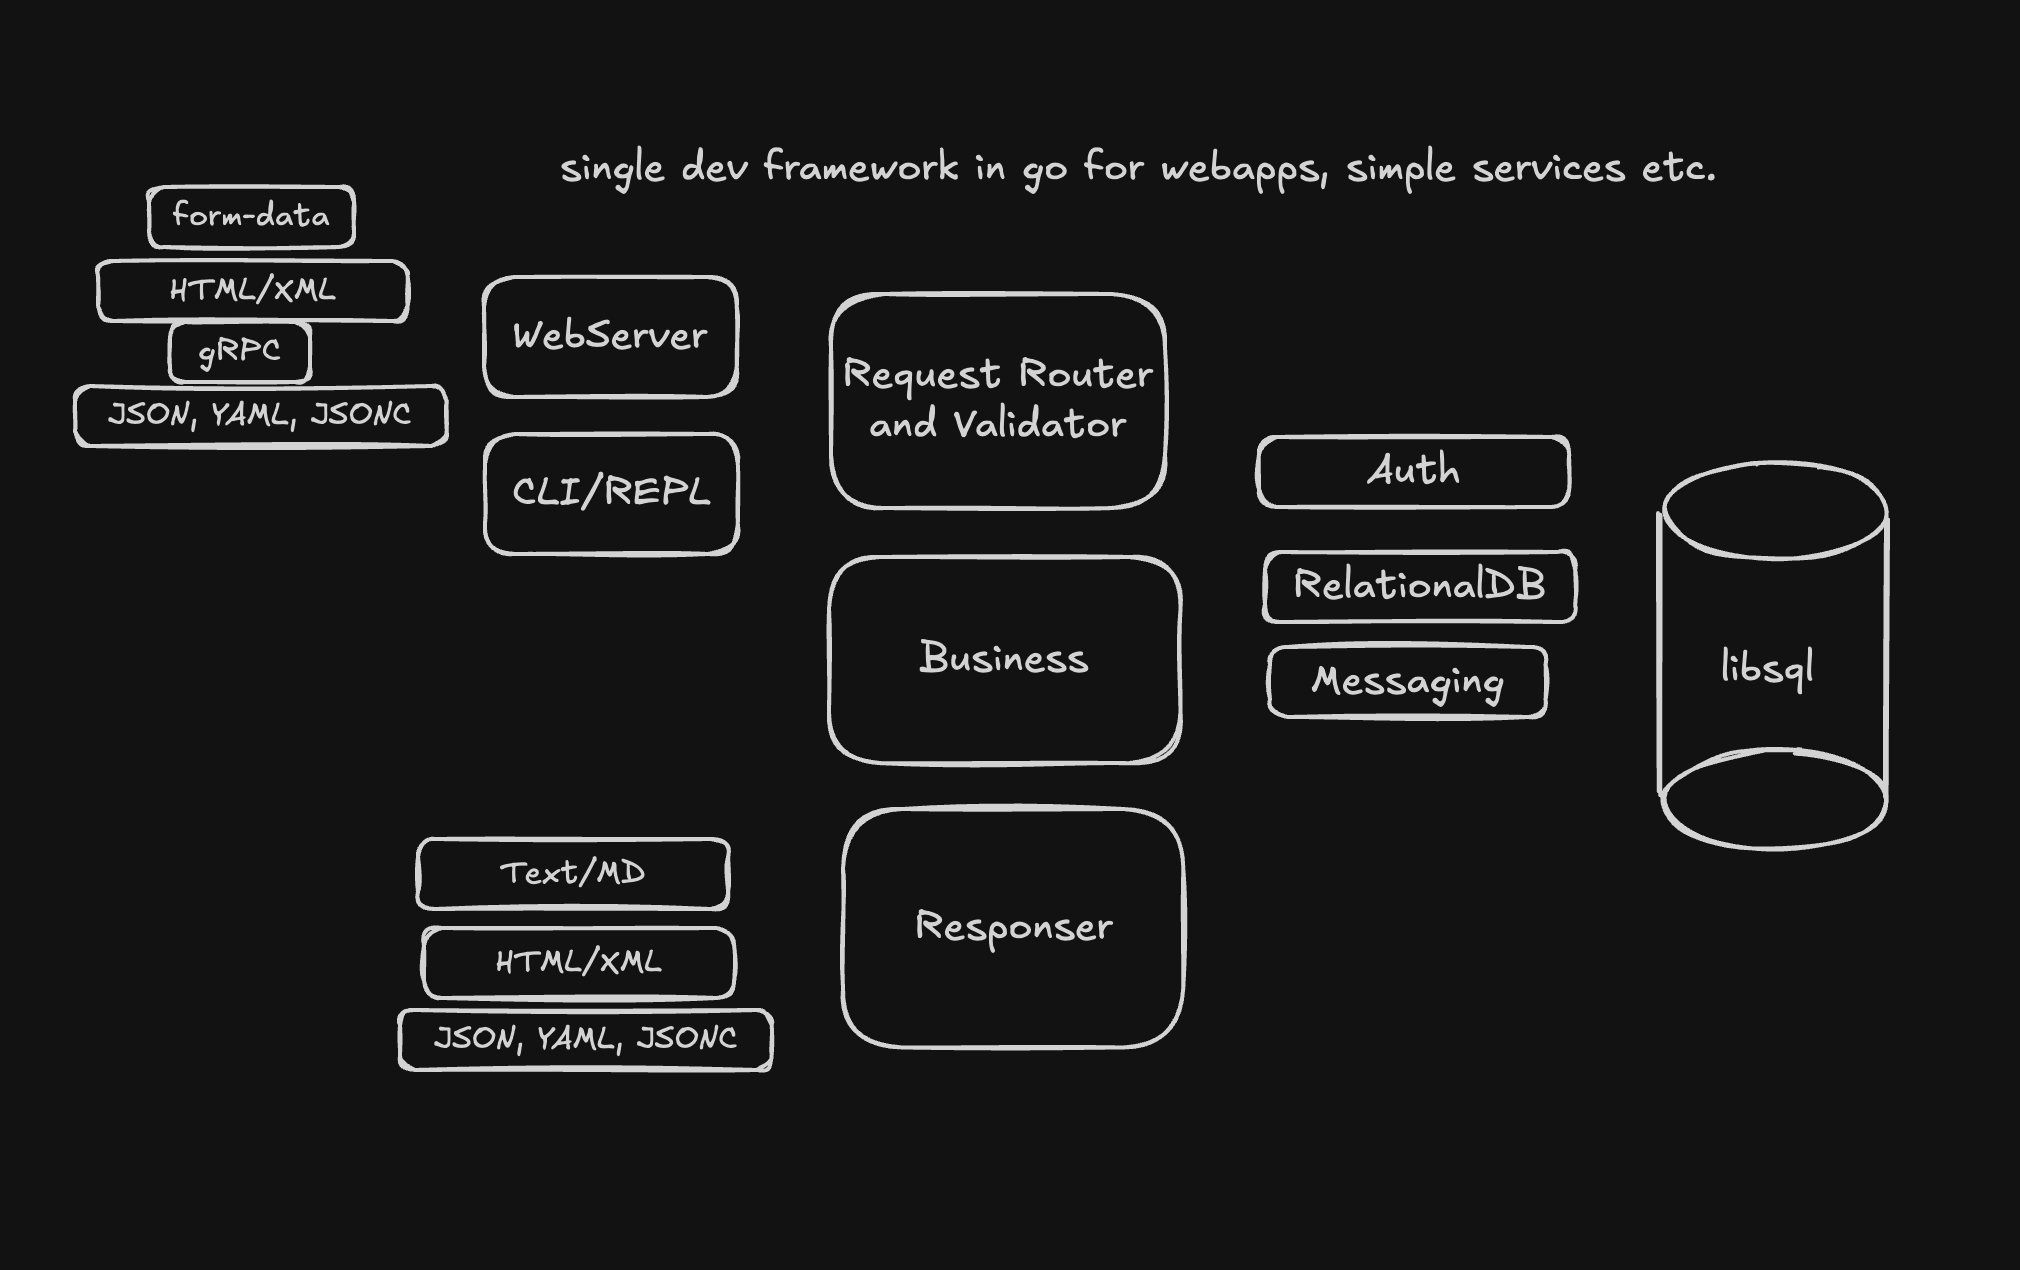 single dev framework in go for webapps, simple services etc.
form-data
HTML/XML
gRPC
JSON, YAML, JSONC
WebServer
CLI/REPL
Request Router
and Validator
Business
Responser
Auth
RelationalDB
Messaging
libsql
Text/MD
HTML/XML
JSON, YAML, JSONC